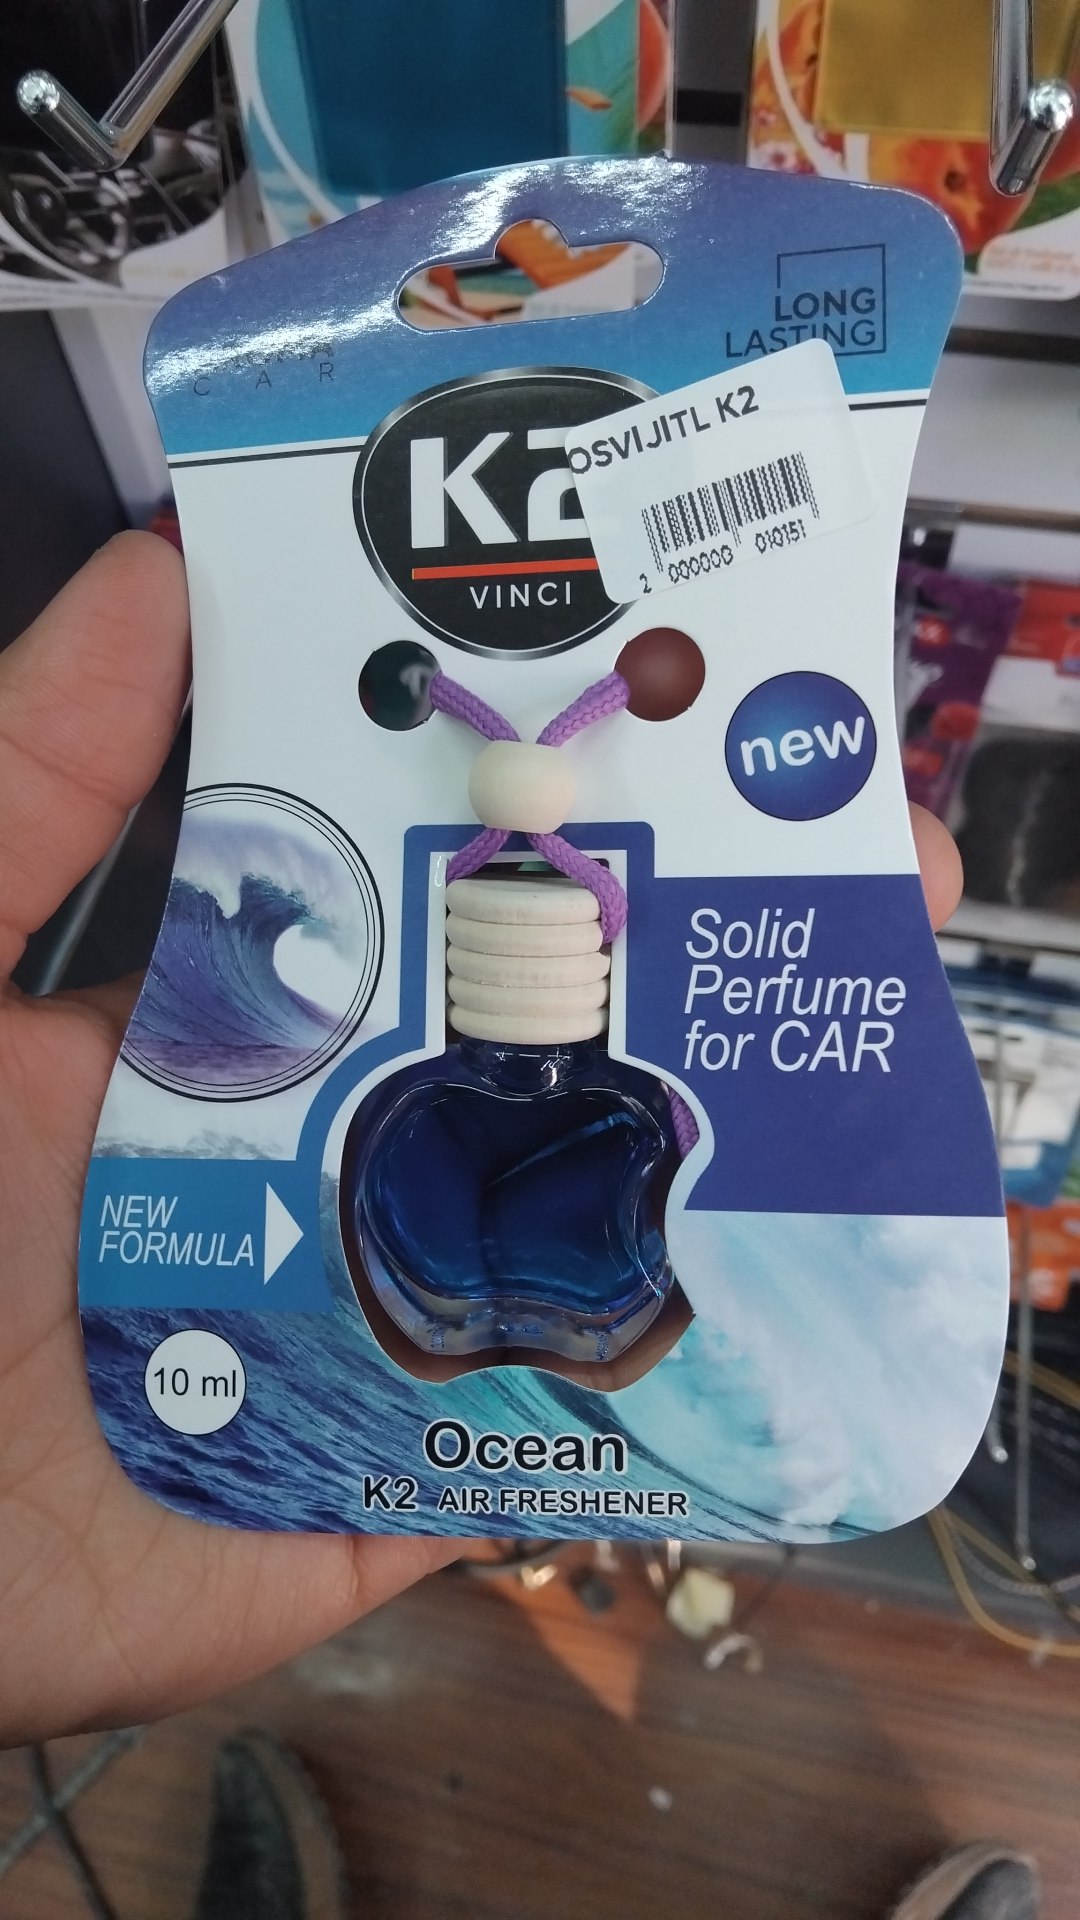 LONG
LASTING
C A R
K2
VINCI
OSVIJITL K2
2 000000 010151
new
Solid
Perfume
for CAR
NEW
FORMULA
10 ml
Ocean
K2 AIR FRESHENER